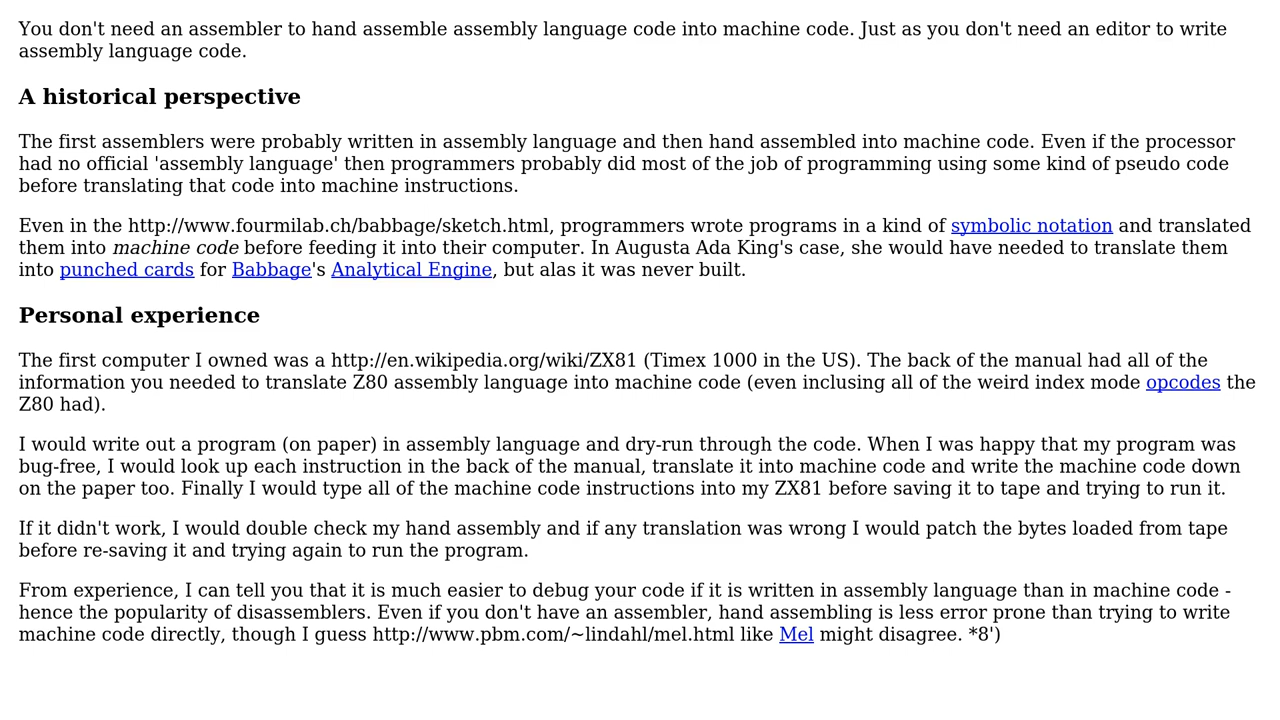 You don't need an assembler to hand assemble assembly language code into machine code. Just as you don't need an editor to write
assembly language code.
A historical perspective
The first assemblers were probably written in assembly language and then hand assembled into machine code. Even if the processor
had no official 'assembly language' then programmers probably did most of the job of programming using some kind of pseudo code
before translating that code into machine instructions.
Even in the http://www.fourmilab.ch/babbage/sketch.html, programmers wrote programs in a kind of symbolic notation and translated
them into machine code before feeding it into their computer. In Augusta Ada King's case, she would have needed to translate them
into punched cards for Babbage's Analytical Engine, but alas it was never built.
Personal experience
The first computer I owned was a http://en.wikipedia.org/wiki/ZX81 (Timex 1000 in the US). The back of the manual had all of the
information you needed to translate Z80 assembly language into machine code (even inclusing all of the weird index mode opcodes the
Z80 had).
I would write out a program (on paper) in assembly language and dry-run through the code. When I was happy that my program was
bug-free, I would look up each instruction in the back of the manual, translate it into machine code and write the machine code down
on the paper too. Finally I would type all of the machine code instructions into my ZX81 before saving it to tape and trying to run it.
If it didn't work, I would double check my hand assembly and if any translation was wrong I would patch the bytes loaded from tape
before re-saving it and trying again to run the program.
From experience, I can tell you that it is much easier to debug your code if it is written in assembly language than in machine code -
hence the popularity of disassemblers. Even if you don't have an assembler, hand assembling is less error prone than trying to write
machine code directly, though I guess http://www.pbm.com/~lindahl/mel.html like Mel might disagree. *8')